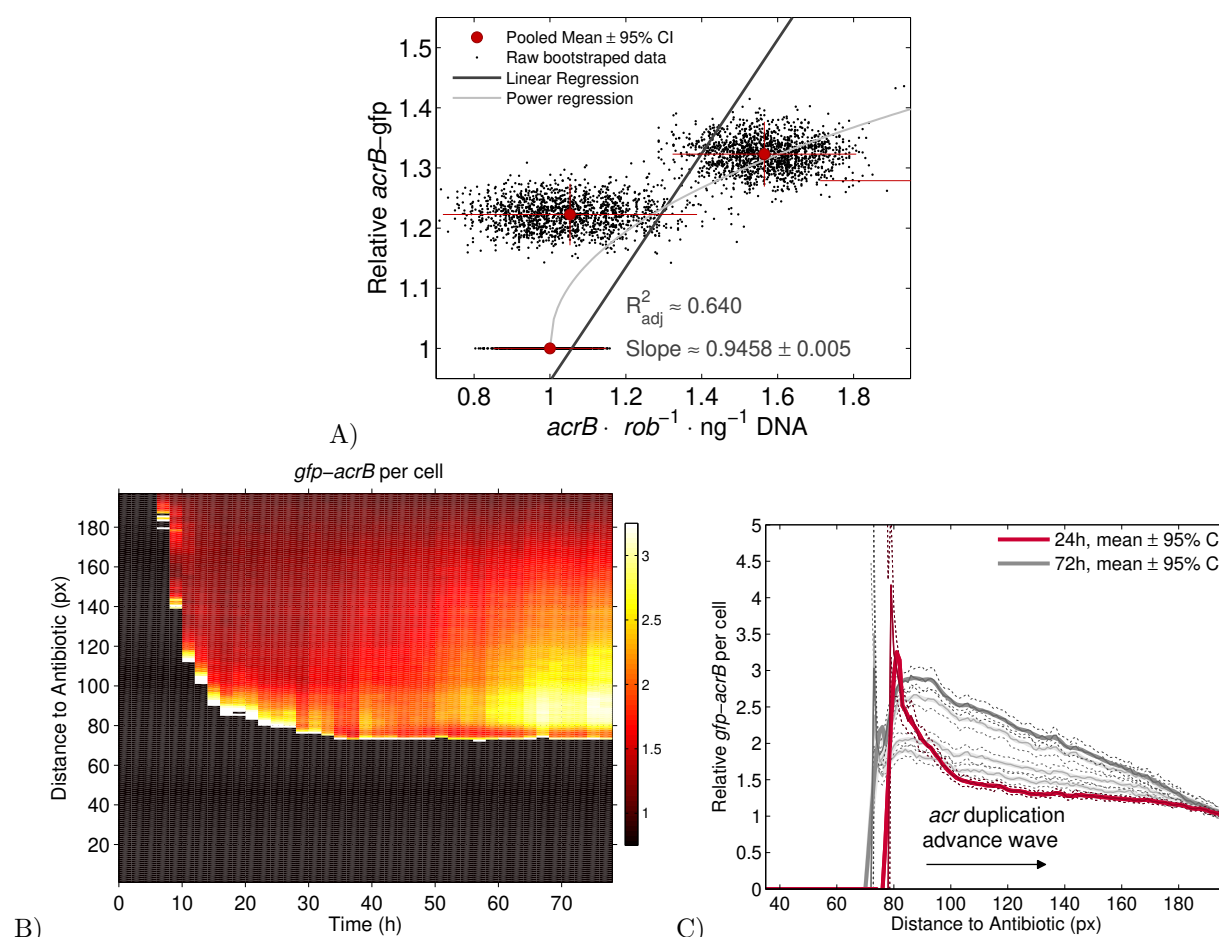 Pooled Mean ± 95% CI
Raw bootstraped data
Linear Regression
Power regression
1.5
1.4
1.3
1.2
1.1
1
Relative acrB–gfp
R²adj ≈ 0.640
Slope ≈ 0.9458 ± 0.005
0.8 1 1.2 1.4 1.6 1.8
acrB · rob⁻¹ · ng⁻¹ DNA
A)
gfp–acrB per cell
180
160
140
120
100
80
60
40
20
Distance to Antibiotic (px)
0 10 20 30 40 50 60 70
Time (h)
3
2.5
2
1.5
1
B)
24h, mean ± 95% C
72h, mean ± 95% C
5
4.5
4
3.5
3
2.5
2
1.5
1
0.5
0
Relative gfp–acrB per cell
acr duplication
advance wave
40 60 80 100 120 140 160 180
Distance to Antibiotic (px)
C)